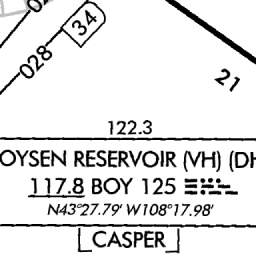 34
028
21
122.3
OYSEN RESERVOIR (VH) (DH
117.8 BOY 125
N43°27.79' W108°17.98'
CASPER